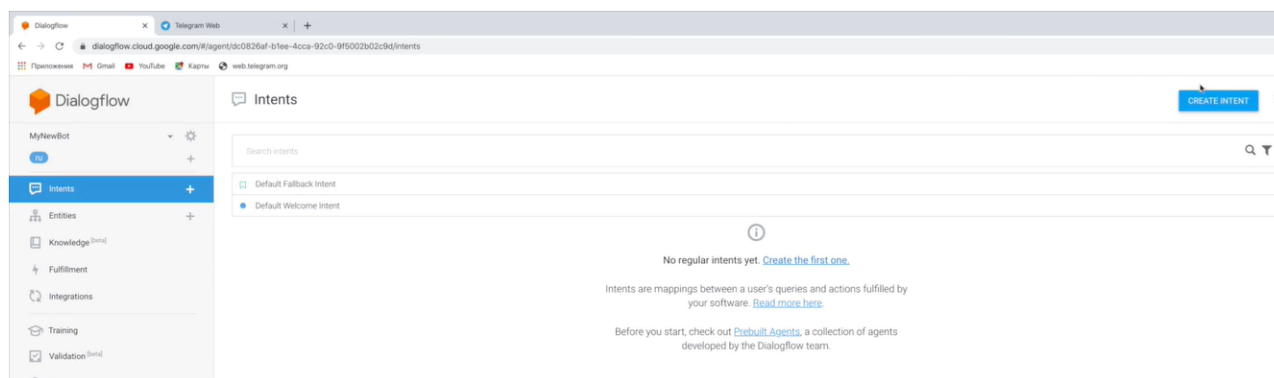 Dialogflow
Telegram Web
dialogflow.cloud.google.com/#/agent/dc0826af-b1ee-4cca-92c0-9f5002b02c9d/intents
Приложения Gmail YouTube Карты web.telegram.org
Dialogflow
Intents
CREATE INTENT
MyNewBot
ru
Search intents
Intents
Default Fallback Intent
Default Welcome Intent
Entities
Knowledge [beta]
No regular intents yet. Create the first one.
Fulfillment
Integrations
Intents are mappings between a user's queries and actions fulfilled by
your software. Read more here.
Training
Before you start, check out Prebuilt Agents, a collection of agents
developed by the Dialogflow team.
Validation [beta]